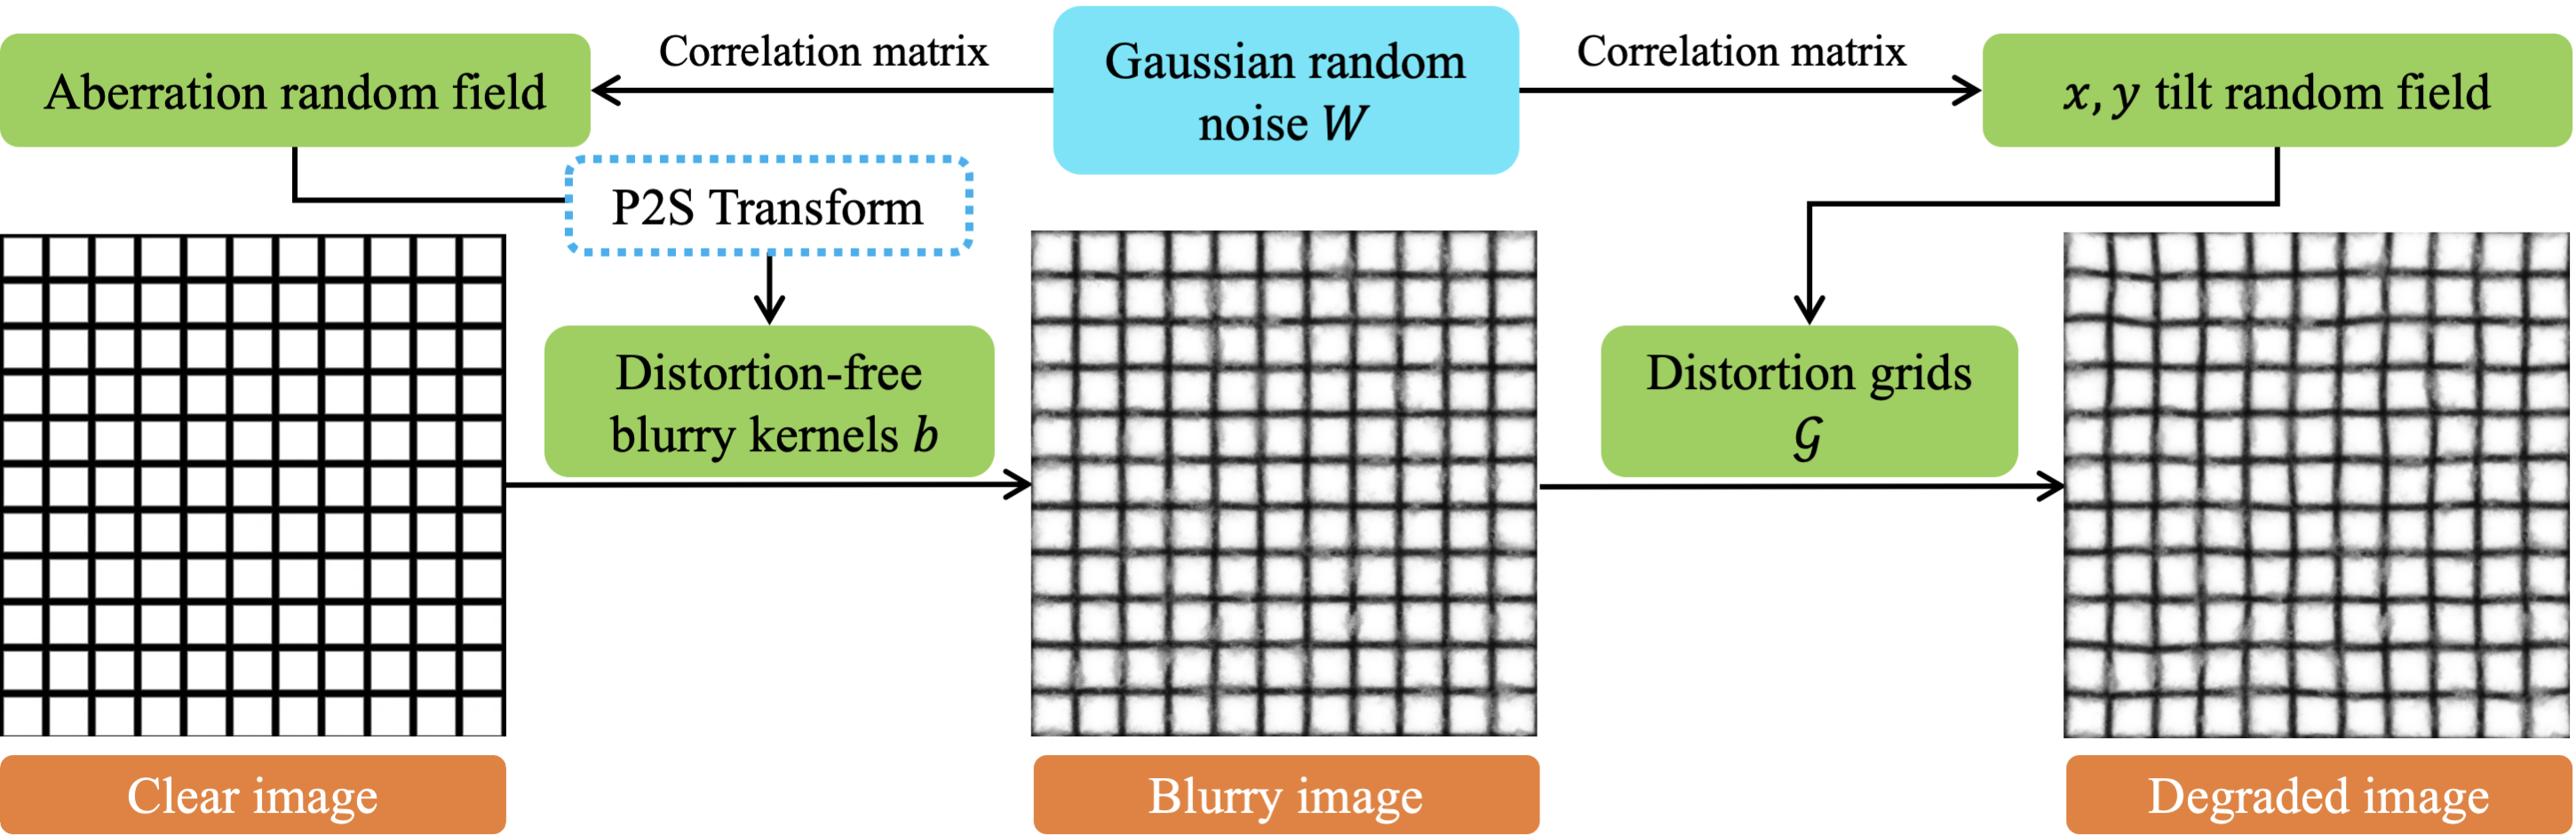 Aberration random field
Correlation matrix
Gaussian random
noise W
Correlation matrix
x, y tilt random field
P2S Transform
Distortion-free
blurry kernels b
Distortion grids
𝒢
Clear image
Blurry image
Degraded image